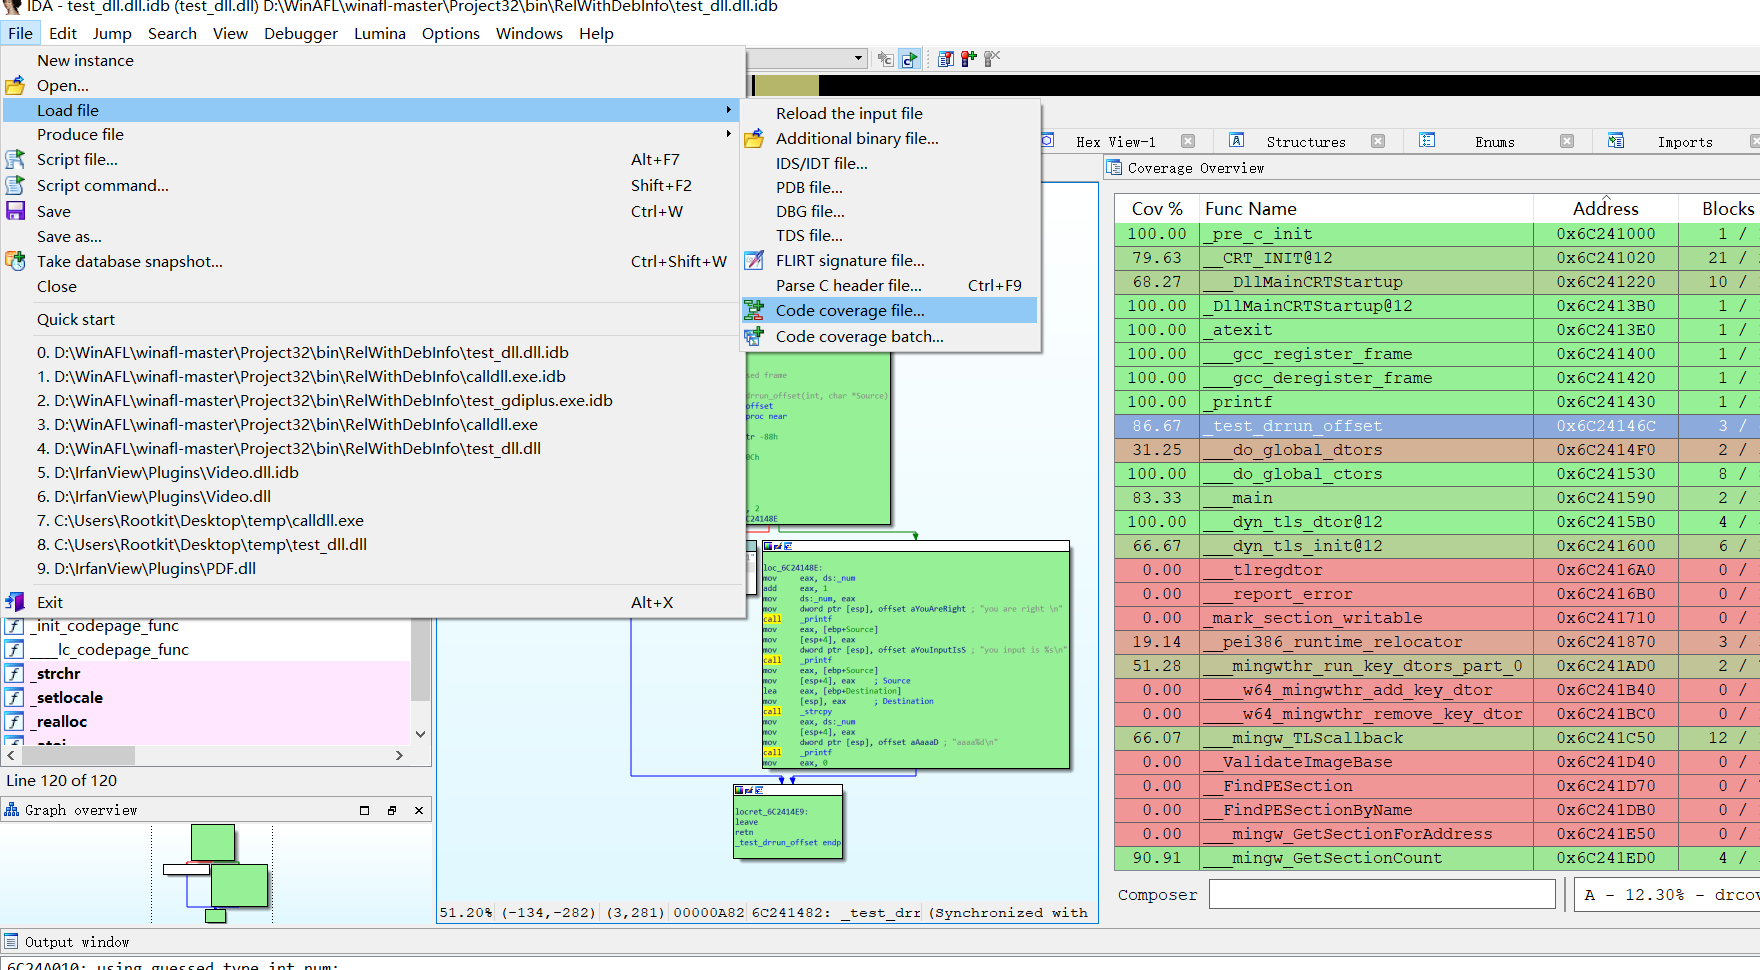 IDA - test_dll.dll.idb (test_dll.dll) D:\WinAFL\winafl-master\Project32\bin\RelWithDebInfo\test_dll.dll.idb
File Edit Jump Search View Debugger Lumina Options Windows Help
New instance
Open...
Load file
Produce file
Script file... Alt+F7
Script command... Shift+F2
Save Ctrl+W
Save as...
Take database snapshot... Ctrl+Shift+W
Close
Quick start
0. D:\WinAFL\winafl-master\Project32\bin\RelWithDebInfo\test_dll.dll.idb
1. D:\WinAFL\winafl-master\Project32\bin\RelWithDebInfo\calldll.exe.idb
2. D:\WinAFL\winafl-master\Project32\bin\RelWithDebInfo\test_gdiplus.exe.idb
3. D:\WinAFL\winafl-master\Project32\bin\RelWithDebInfo\calldll.exe
4. D:\WinAFL\winafl-master\Project32\bin\RelWithDebInfo\test_dll.dll
5. D:\IrfanView\Plugins\Video.dll.idb
6. D:\IrfanView\Plugins\Video.dll
7. C:\Users\Rootkit\Desktop\temp\calldll.exe
8. C:\Users\Rootkit\Desktop\temp\test_dll.dll
9. D:\IrfanView\Plugins\PDF.dll
Exit Alt+X
Reload the input file
Additional binary file...
IDS/IDT file...
PDB file...
DBG file...
TDS file...
FLIRT signature file...
Parse C header file... Ctrl+F9
Code coverage file...
Code coverage batch...
_init_codepage_func
___lc_codepage_func
_strchr
_setlocale
_realloc
Line 120 of 120
Graph overview
sed frame
drrun_offset(int, char *Source)
offset
proc near
tr -88h
0Ch
, 2
C24148E
loc_6C24148E:
mov eax, ds:_num
add eax, 1
mov ds:_num, eax
mov dword ptr [esp], offset aYouAreRight ; "you are right \n"
call _printf
mov eax, [ebp+Source]
mov [esp+4], eax
mov dword ptr [esp], offset aYouInputIsS ; "you input is %s\n"
call _printf
mov eax, [ebp+Source]
mov [esp+4], eax ; Source
lea eax, [ebp+Destination]
mov [esp], eax ; Destination
call _strcpy
mov eax, ds:_num
mov [esp+4], eax
mov dword ptr [esp], offset aAaaaD ; "aaaa%d\n"
call _printf
mov eax, 0
locret_6C2414E9:
leave
retn
_test_drrun_offset endp
51.20% (-134,-282) (3,281) 00000A82 6C241482: _test_drr (Synchronized with
Hex View-1 Structures Enums Imports
Coverage Overview
Cov % Func Name Address Blocks
100.00 _pre_c_init 0x6C241000 1 /
79.63 __CRT_INIT@12 0x6C241020 21 /
68.27 ___DllMainCRTStartup 0x6C241220 10 /
100.00 _DllMainCRTStartup@12 0x6C2413B0 1 /
100.00 _atexit 0x6C2413E0 1 /
100.00 ___gcc_register_frame 0x6C241400 1 /
100.00 ___gcc_deregister_frame 0x6C241420 1 /
100.00 _printf 0x6C241430 1 /
86.67 _test_drrun_offset 0x6C24146C 3 /
31.25 ___do_global_dtors 0x6C2414F0 2 /
100.00 ___do_global_ctors 0x6C241530 8 /
83.33 ___main 0x6C241590 2 /
100.00 ___dyn_tls_dtor@12 0x6C2415B0 4 /
66.67 ___dyn_tls_init@12 0x6C241600 6 /
0.00 ___tlregdtor 0x6C2416A0 0 /
0.00 ___report_error 0x6C2416B0 0 /
0.00 _mark_section_writable 0x6C241710 0 /
19.14 __pei386_runtime_relocator 0x6C241870 3 /
51.28 ___mingwthr_run_key_dtors_part_0 0x6C241AD0 2 /
0.00 ____w64_mingwthr_add_key_dtor 0x6C241B40 0 /
0.00 ____w64_mingwthr_remove_key_dtor 0x6C241BC0 0 /
66.07 ___mingw_TLScallback 0x6C241C50 12 /
0.00 __ValidateImageBase 0x6C241D40 0 /
0.00 __FindPESection 0x6C241D70 0 /
0.00 __FindPESectionByName 0x6C241DB0 0 /
0.00 ___mingw_GetSectionForAddress 0x6C241E50 0 /
90.91 ___mingw_GetSectionCount 0x6C241ED0 4 /
Composer A - 12.30% - drcov
Output window
6C24A010: using guessed type int num;